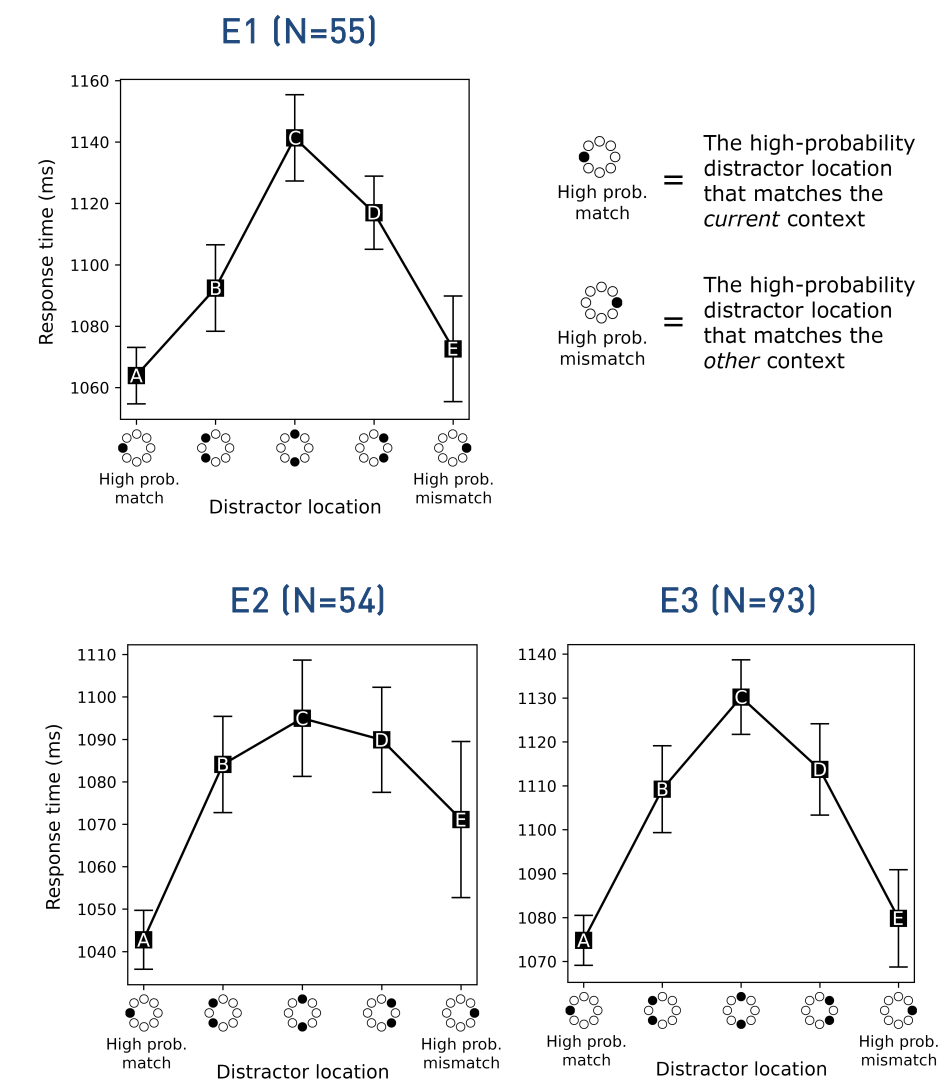 E1 (N=55)
1160
1140
1120
1100
1080
1060
Response time (ms)
A
B
C
D
E
High prob.
match
High prob.
mismatch
Distractor location
High prob.
match
=
The high-probability
distractor location
that matches the
current context
High prob.
mismatch
=
The high-probability
distractor location
that matches the
other context
E2 (N=54)
1110
1100
1090
1080
1070
1060
1050
1040
Response time (ms)
A
B
C
D
E
High prob.
match
High prob.
mismatch
Distractor location
E3 (N=93)
1140
1130
1120
1110
1100
1090
1080
1070
A
B
C
D
E
High prob.
match
High prob.
mismatch
Distractor location